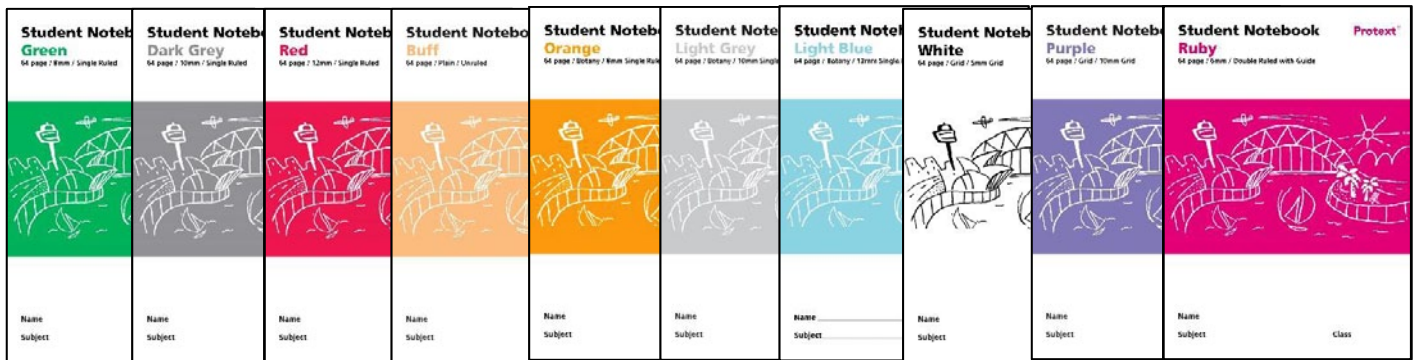 Student Noteb
Green
64 page / 8mm / Single Ruled
Name
Subject
Student Notebo
Dark Grey
64 page / 10mm / Single Ruled
Name
Subject
Student Noteb
Red
64 page / 12mm / Single Ruled
Name
Subject
Student Notebo
Buff
64 page / Plain / Unruled
Name
Subject
Student Notebo
Orange
64 page / Botany / 8mm Single Rule
Name
Subject
Student Notebo
Light Grey
64 page / Botany / 10mm Single
Name
Subject
Student Noteb
Light Blue
64 page / Botany / 12mm Single
Name
Subject
Student Noteb
White
64 page / Grid / 5mm Grid
Name
Subject
Student Notebo
Purple
64 page / Grid / 10mm Grid
Name
Subject
Student Notebook Protext
Ruby
64 page / 6mm / Double Ruled with Guide
Name
Subject Class